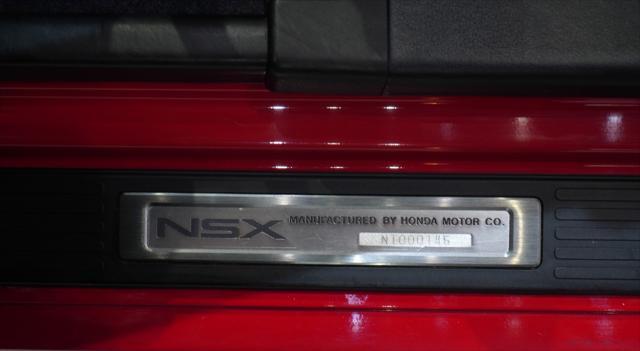 NSX
MANUFACTURED BY HONDA MOTOR CO.